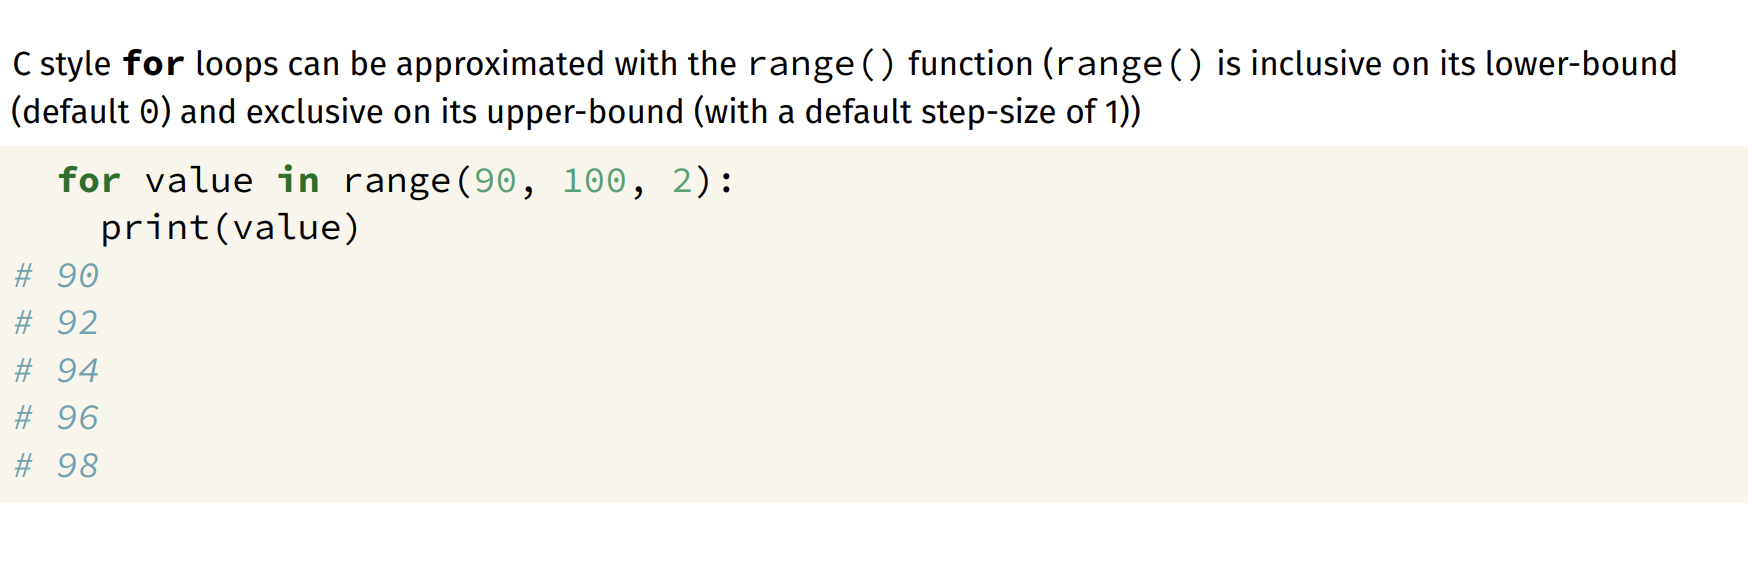 C style for loops can be approximated with the range() function (range() is inclusive on its lower-bound
(default 0) and exclusive on its upper-bound (with a default step-size of 1))
for value in range(90, 100, 2):
  print(value)
# 90
# 92
# 94
# 96
# 98